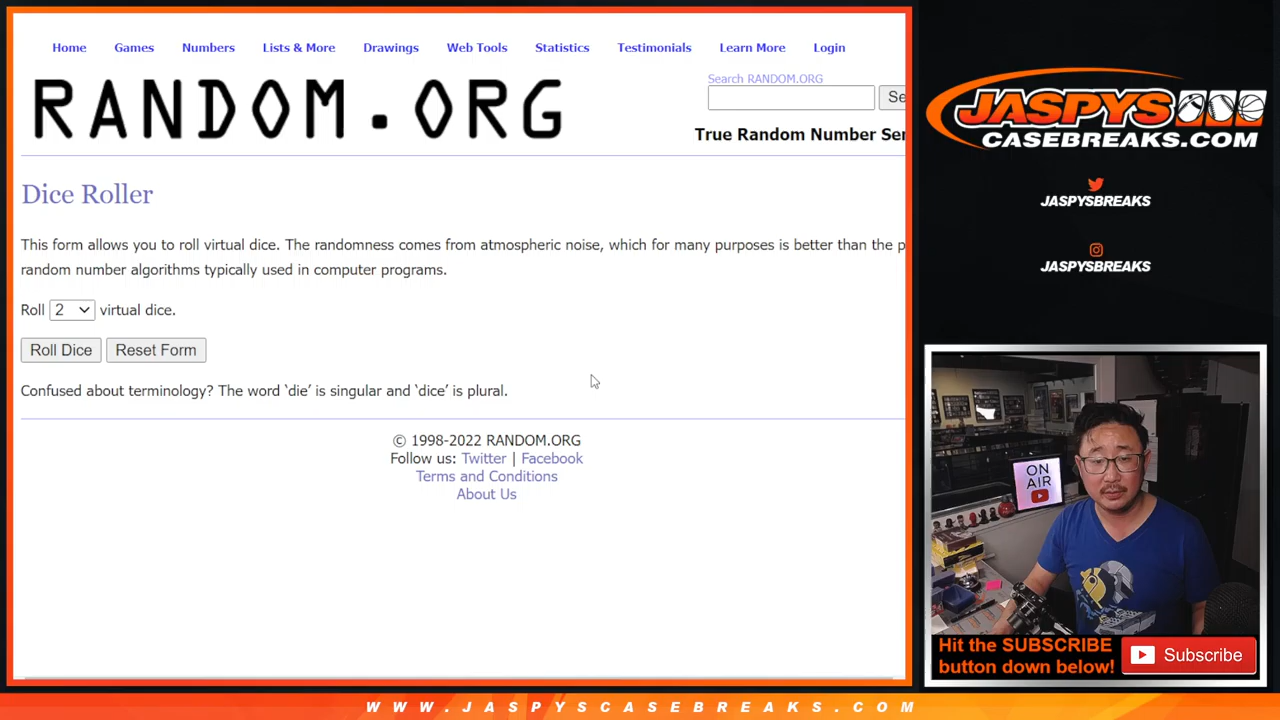 Home Games Numbers Lists & More Drawings Web Tools Statistics Testimonials Learn More Login
RANDOM.ORG
Search RANDOM.ORG
Se
True Random Number Ser
Dice Roller
This form allows you to roll virtual dice. The randomness comes from atmospheric noise, which for many purposes is better than the p
random number algorithms typically used in computer programs.
Roll 2 virtual dice.
Roll Dice Reset Form
Confused about terminology? The word ‘die’ is singular and ‘dice’ is plural.
© 1998-2022 RANDOM.ORG
Follow us: Twitter | Facebook
Terms and Conditions
About Us
JASPYS
CASEBREAKS.COM
JASPYSBREAKS
JASPYSBREAKS
ON
AIR
Hit the SUBSCRIBE
button down below!
Subscribe
WWW.JASPYSCASEBREAKS.COM